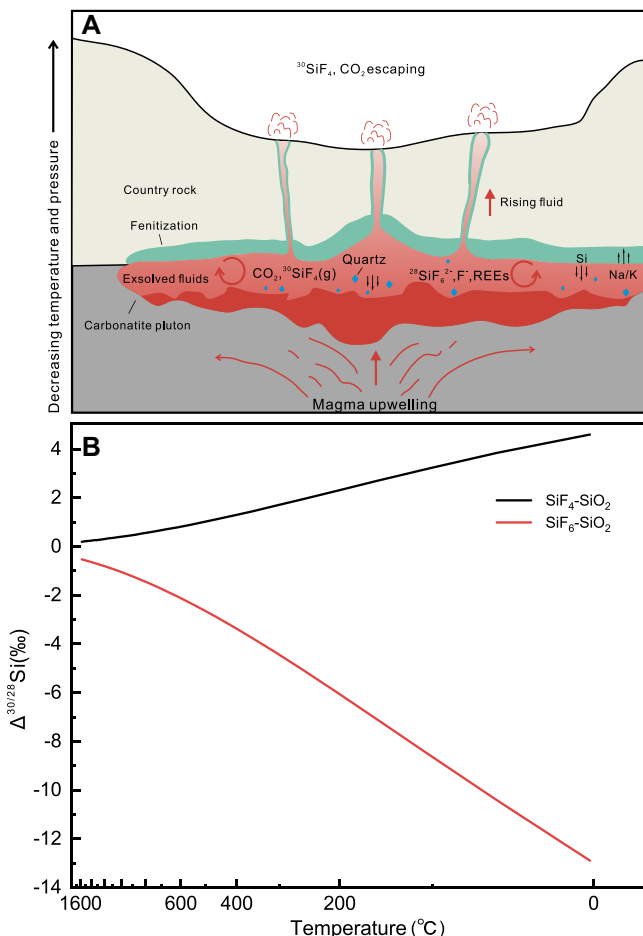 A
Decreasing temperature and pressure
³⁰SiF₄, CO₂ escaping
Country rock
Rising fluid
Fenitization
Exsolved fluids
CO₂, ³⁰SiF₄(g)
Quartz
²⁸SiF₆²⁻,F⁻,REEs
Si
Na/K
Carbonatite pluton
Magma upwelling
B
SiF₄-SiO₂
SiF₆-SiO₂
Δ³⁰/²⁸Si(‰)
4
2
0
-2
-4
-6
-8
-10
-12
-14
1600 600 400 200 0
Temperature (°C)